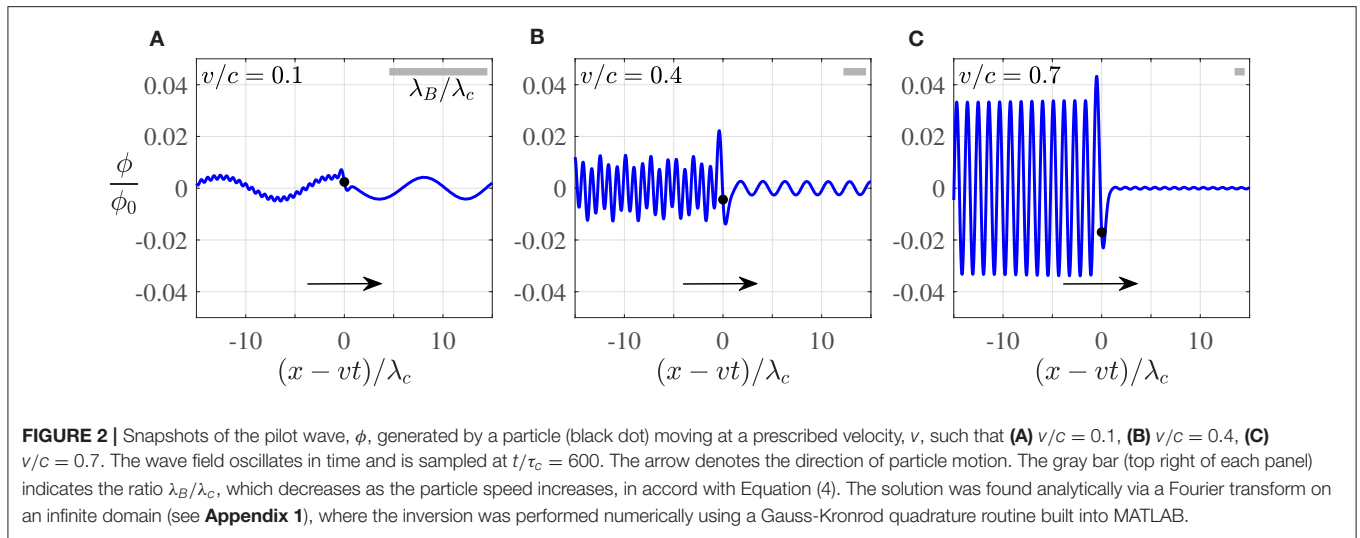 A
B
C
v/c = 0.1
λ_B/λ_c
v/c = 0.4
v/c = 0.7
0.04
0.02
0
-0.02
-0.04
0.04
0.02
0
-0.02
-0.04
0.04
0.02
0
-0.02
-0.04
ϕ
ϕ₀
-10 0 10
-10 0 10
-10 0 10
(x − vt)/λ_c
(x − vt)/λ_c
(x − vt)/λ_c
FIGURE 2 | Snapshots of the pilot wave, ϕ, generated by a particle (black dot) moving at a prescribed velocity, v, such that (A) v/c = 0.1, (B) v/c = 0.4, (C)
v/c = 0.7. The wave field oscillates in time and is sampled at t/τ_c = 600. The arrow denotes the direction of particle motion. The gray bar (top right of each panel)
indicates the ratio λ_B/λ_c, which decreases as the particle speed increases, in accord with Equation (4). The solution was found analytically via a Fourier transform on
an infinite domain (see Appendix 1), where the inversion was performed numerically using a Gauss-Kronrod quadrature routine built into MATLAB.